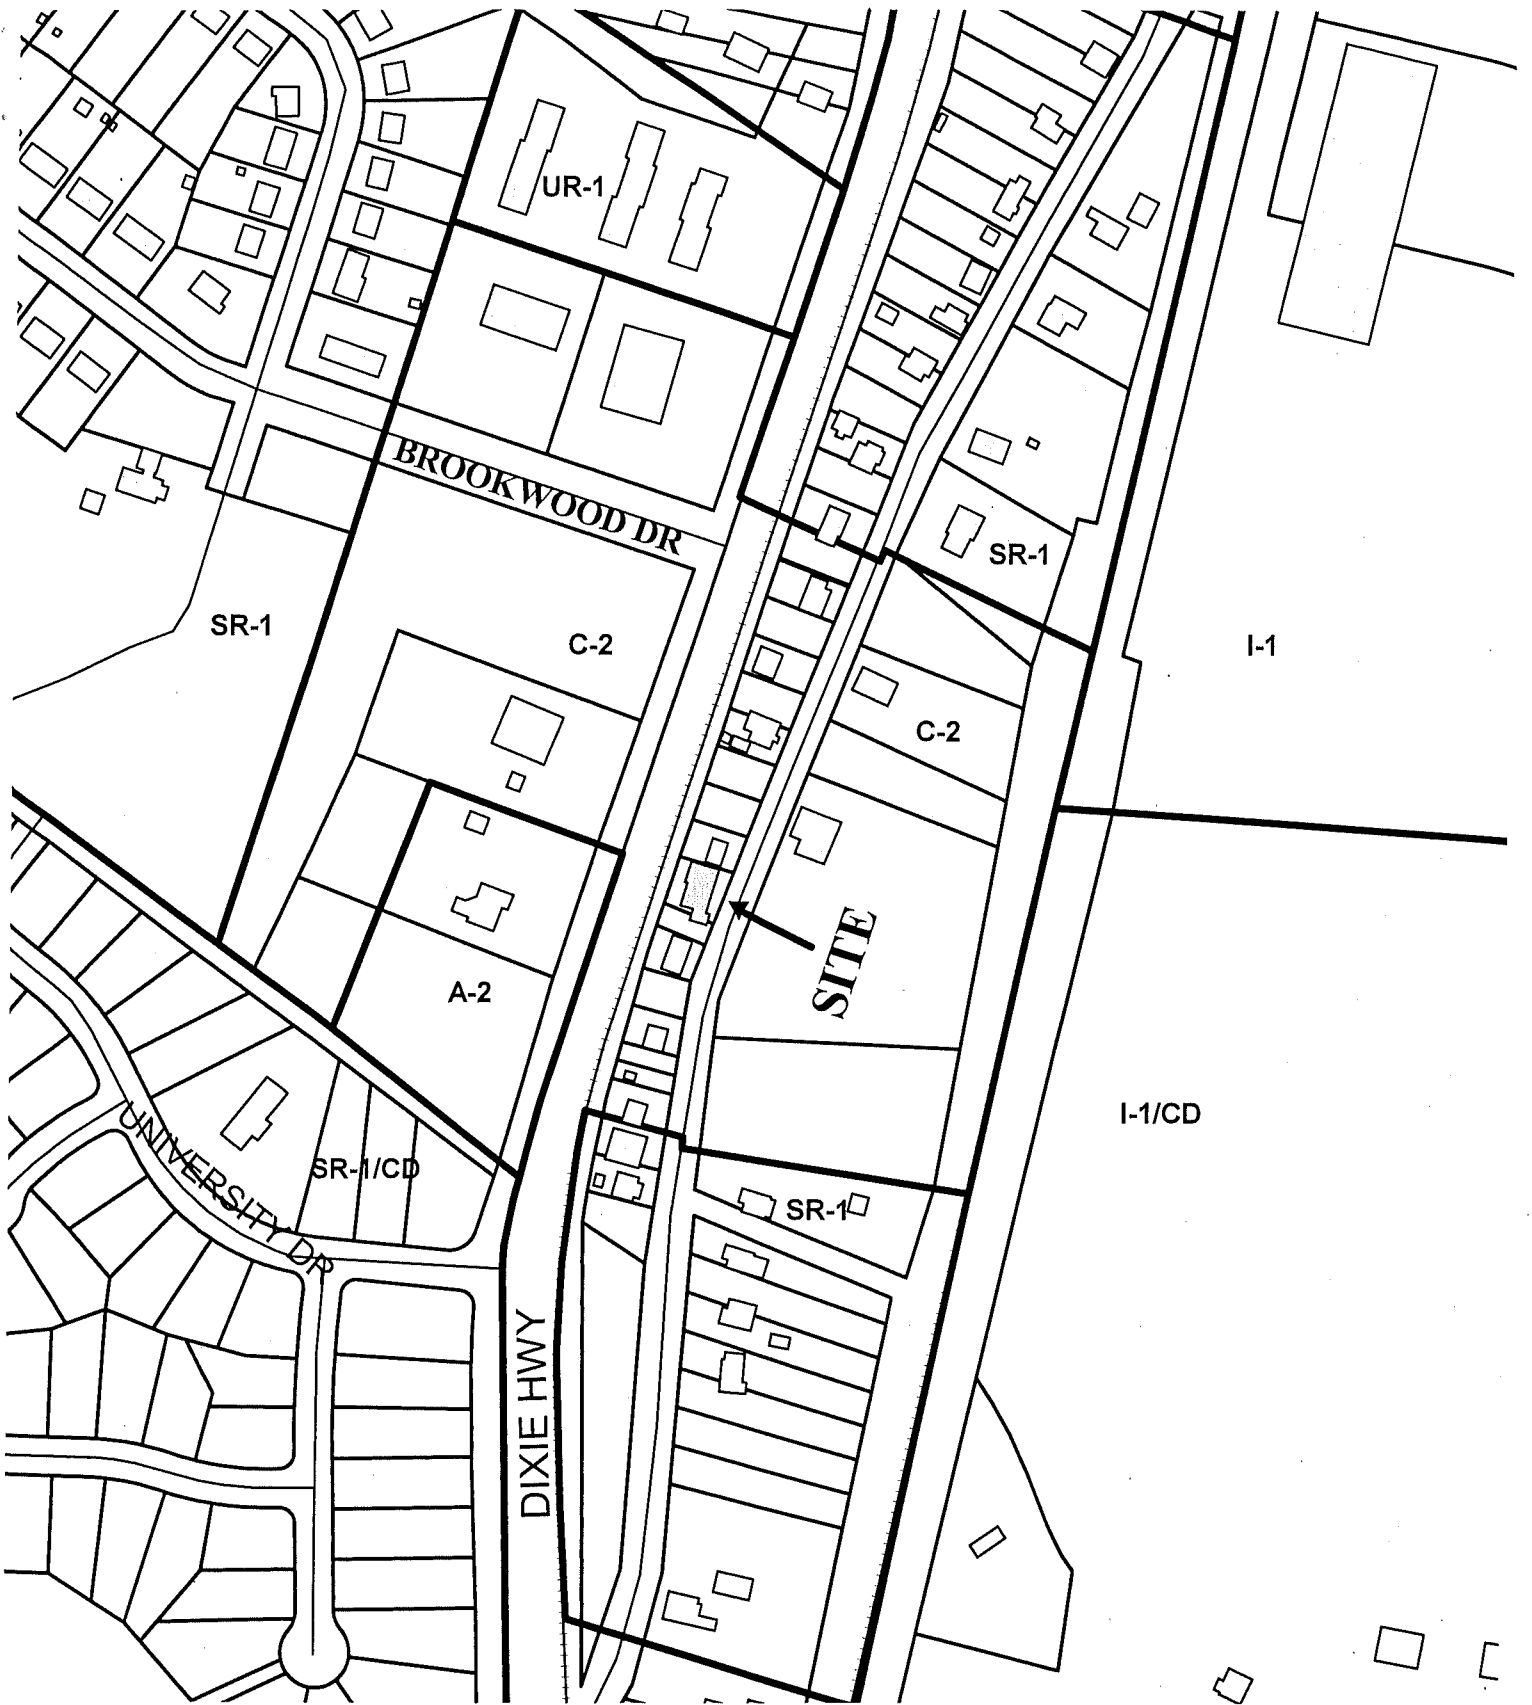 UR-1
BROOKWOOD DR
SR-1
SR-1
C-2
I-1
C-2
SITE
A-2
I-1/CD
UNIVERSITY DR
SR-1/CD
SR-1
DIXIE HWY